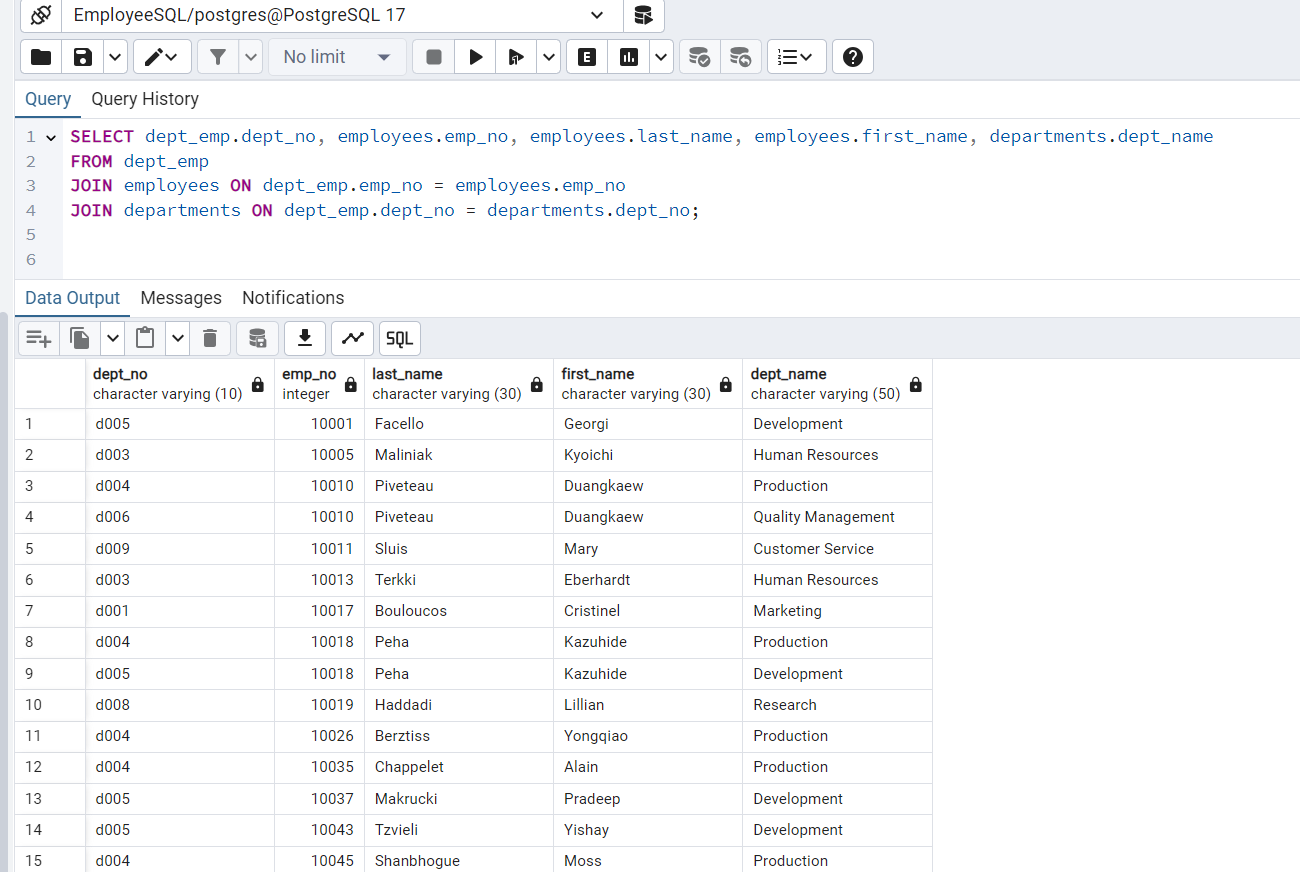 EmployeeSQL/postgres@PostgreSQL 17
No limit
E
?
Query Query History
1 SELECT dept_emp.dept_no, employees.emp_no, employees.last_name, employees.first_name, departments.dept_name
2 FROM dept_emp
3 JOIN employees ON dept_emp.emp_no = employees.emp_no
4 JOIN departments ON dept_emp.dept_no = departments.dept_no;
5
6
Data Output Messages Notifications
SQL
dept_no emp_no last_name first_name dept_name
character varying (10) integer character varying (30) character varying (30) character varying (50)
1 d005 10001 Facello Georgi Development
2 d003 10005 Maliniak Kyoichi Human Resources
3 d004 10010 Piveteau Duangkaew Production
4 d006 10010 Piveteau Duangkaew Quality Management
5 d009 10011 Sluis Mary Customer Service
6 d003 10013 Terkki Eberhardt Human Resources
7 d001 10017 Bouloucos Cristinel Marketing
8 d004 10018 Peha Kazuhide Production
9 d005 10018 Peha Kazuhide Development
10 d008 10019 Haddadi Lillian Research
11 d004 10026 Berztiss Yongqiao Production
12 d004 10035 Chappelet Alain Production
13 d005 10037 Makrucki Pradeep Development
14 d005 10043 Tzvieli Yishay Development
15 d004 10045 Shanbhogue Moss Production